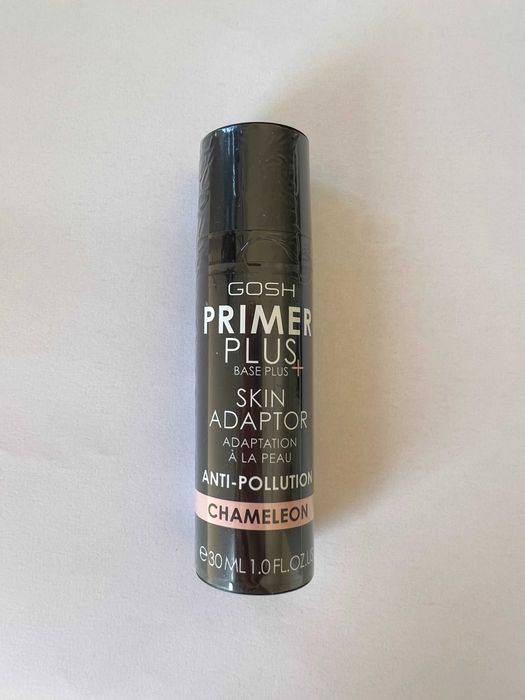 GOSH
PRIMER
PLUS+
BASE PLUS
SKIN
ADAPTOR
ADAPTATION
À LA PEAU
ANTI-POLLUTION
CHAMELEON
℮30 ML 1.0 FL.OZ.US